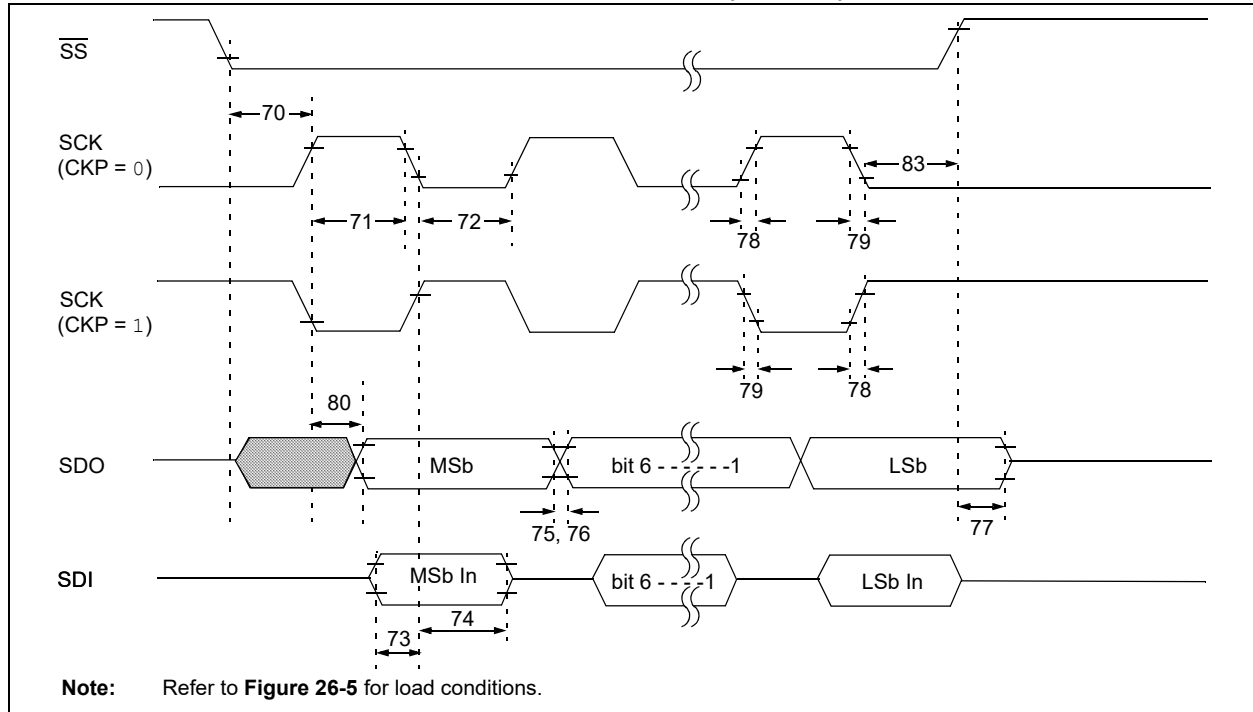 SS
70
SCK
(CKP = 0)
83
71
72
78
79
SCK
(CKP = 1)
79
78
80
SDO
MSb
bit 6 - - - - - -1
LSb
75, 76
77
SDI
MSb In
bit 6 - - - -1
LSb In
74
73
Note: Refer to Figure 26-5 for load conditions.